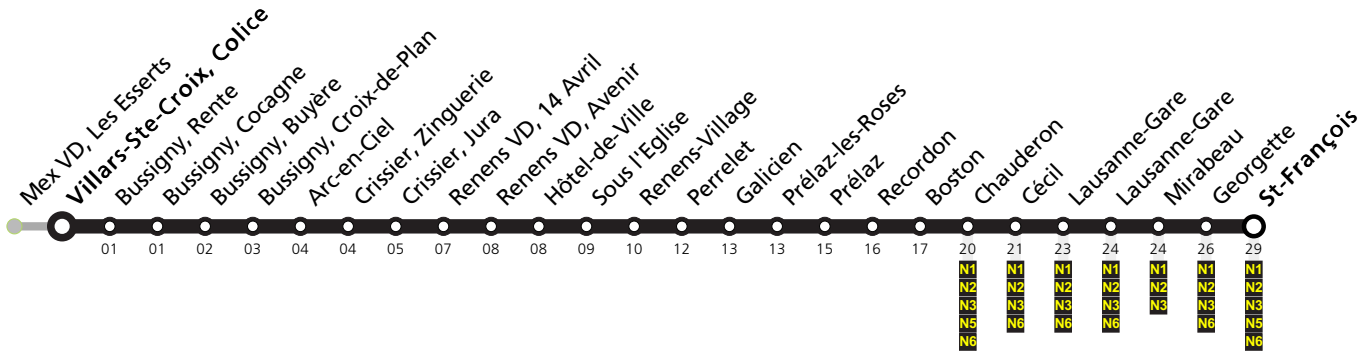 Mex VD, Les Esserts
Villars-Ste-Croix, Colice
Bussigny, Rente
Bussigny, Cocagne
Bussigny, Buyère
Bussigny, Croix-de-Plan
Arc-en-Ciel
Crissier, Zinguerie
Crissier, Jura
Renens VD, 14 Avril
Renens VD, Avenir
Hôtel-de-Ville
Sous l'Eglise
Renens-Village
Perrelet
Galicien
Prélaz-les-Roses
Prélaz
Recordon
Boston
Chauderon
Cécil
Lausanne-Gare
Lausanne-Gare
Mirabeau
Georgette
St-François
01 01 02 03 04 04 05 07 08 08 09 10 12 13 13 15 16 17 20 21 23 24 24 26 29
N1 N1 N1 N1 N1 N1 N1
N2 N2 N2 N2 N2 N2 N2
N3 N3 N3 N3 N3 N3 N3
N5 N6 N6 N6 N6 N5
N6 N6